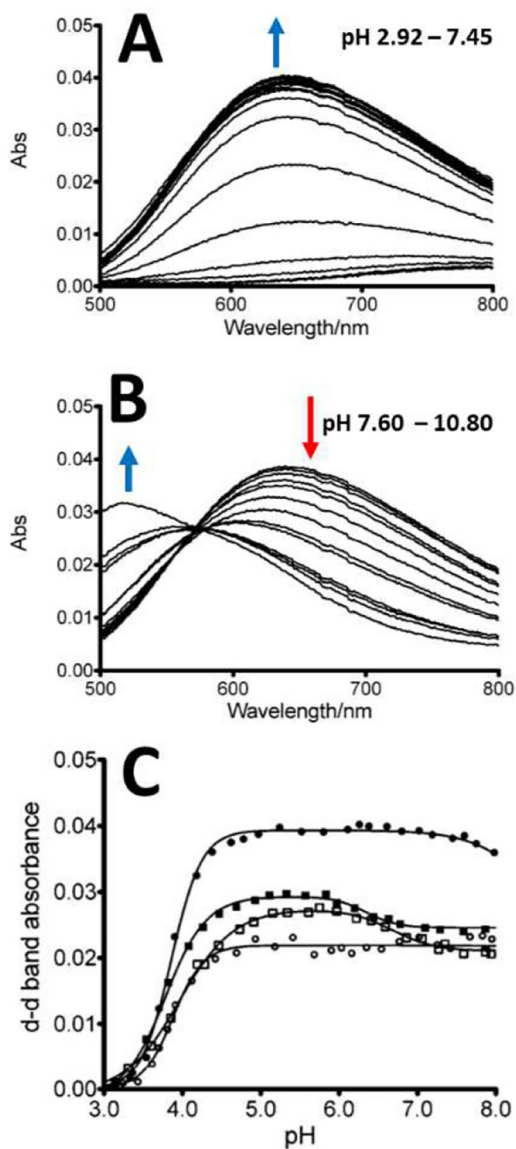 A
pH 2.92 – 7.45
0.05
0.04
0.03
0.02
0.01
0.00
Abs
500 600 700 800
Wavelength/nm
B
pH 7.60 – 10.80
0.05
0.04
0.03
0.02
0.01
0.00
Abs
500 600 700 800
Wavelength/nm
C
0.05
0.04
0.03
0.02
0.01
0.00
d-d band absorbance
3.0 4.0 5.0 6.0 7.0 8.0
pH